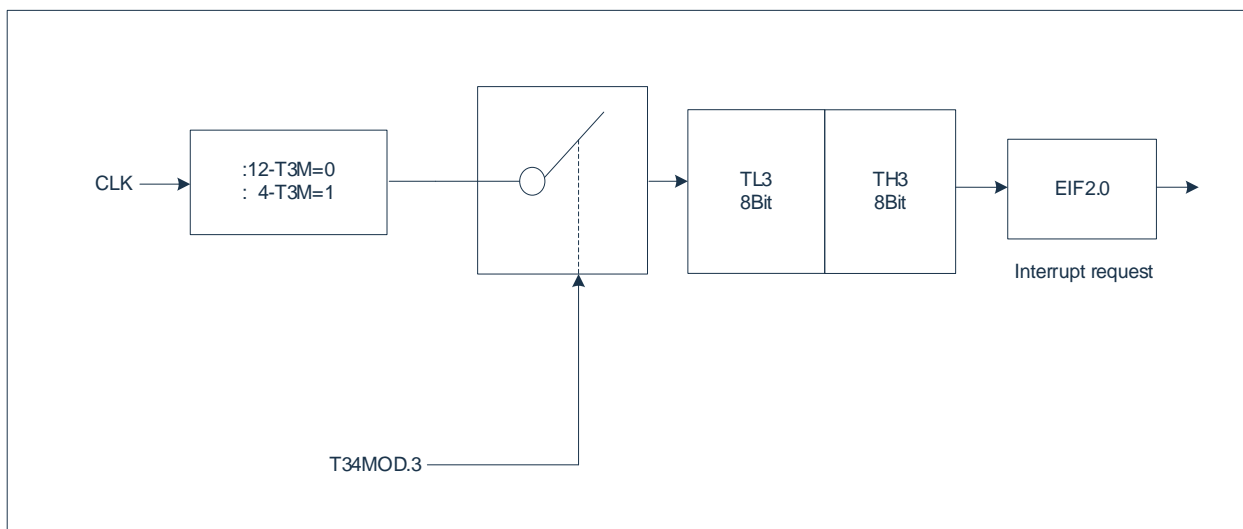 :12-T3M=0
: 4-T3M=1
CLK
TL3
8Bit
TH3
8Bit
EIF2.0
Interrupt request
T34MOD.3